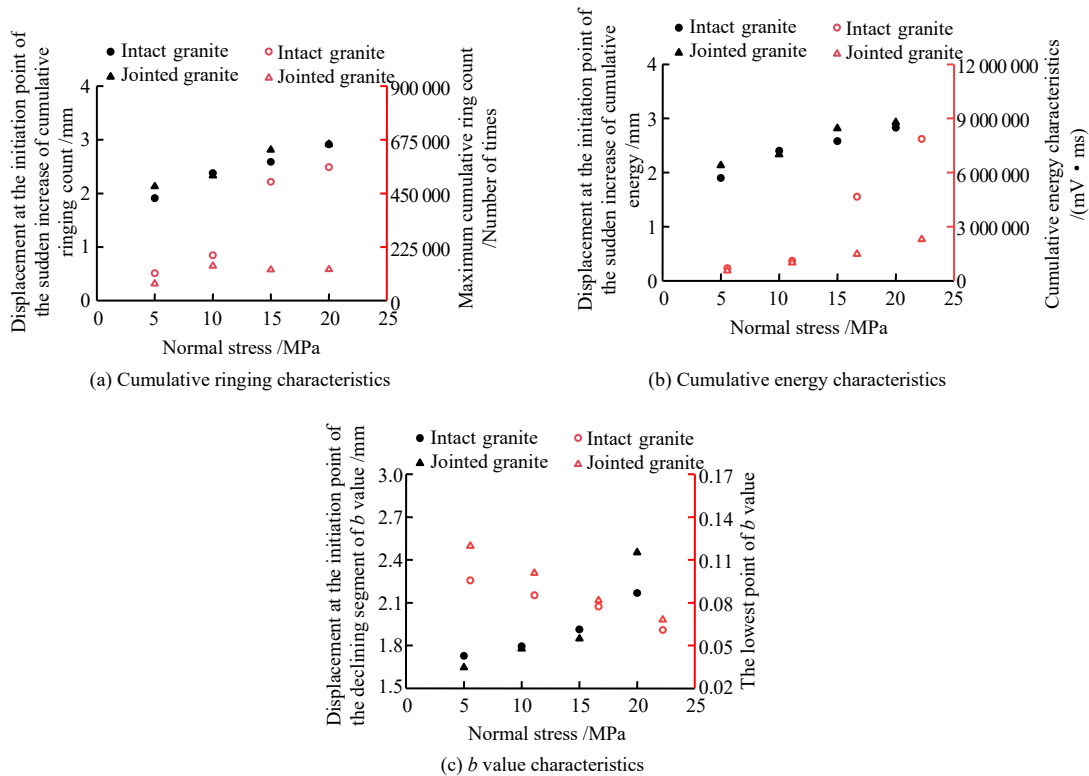 Intact granite
Intact granite
Jointed granite
Jointed granite
Displacement at the initiation point of
the sudden increase of cumulative
ringing count /mm
4
3
2
1
0
900 000
675 000
450 000
225 000
0
Maximum cumulative ring count
/Number of times
0
5
10
15
20
25
Normal stress /MPa
(a) Cumulative ringing characteristics
Intact granite
Intact granite
Jointed granite
Jointed granite
Displacement at the initiation point of
the sudden increase of cumulative
energy /mm
4
3
2
1
0
12 000 000
9 000 000
6 000 000
3 000 000
0
Cumulative energy characteristics
/(mV • ms)
0
5
10
15
20
25
Normal stress /MPa
(b) Cumulative energy characteristics
Intact granite
Intact granite
Jointed granite
Jointed granite
Displacement at the initiation point of
the declining segment of b value /mm
3.0
2.7
2.4
2.1
1.8
1.5
0.17
0.14
0.11
0.08
0.05
0.02
The lowest point of b value
0
5
10
15
20
25
Normal stress /MPa
(c) b value characteristics